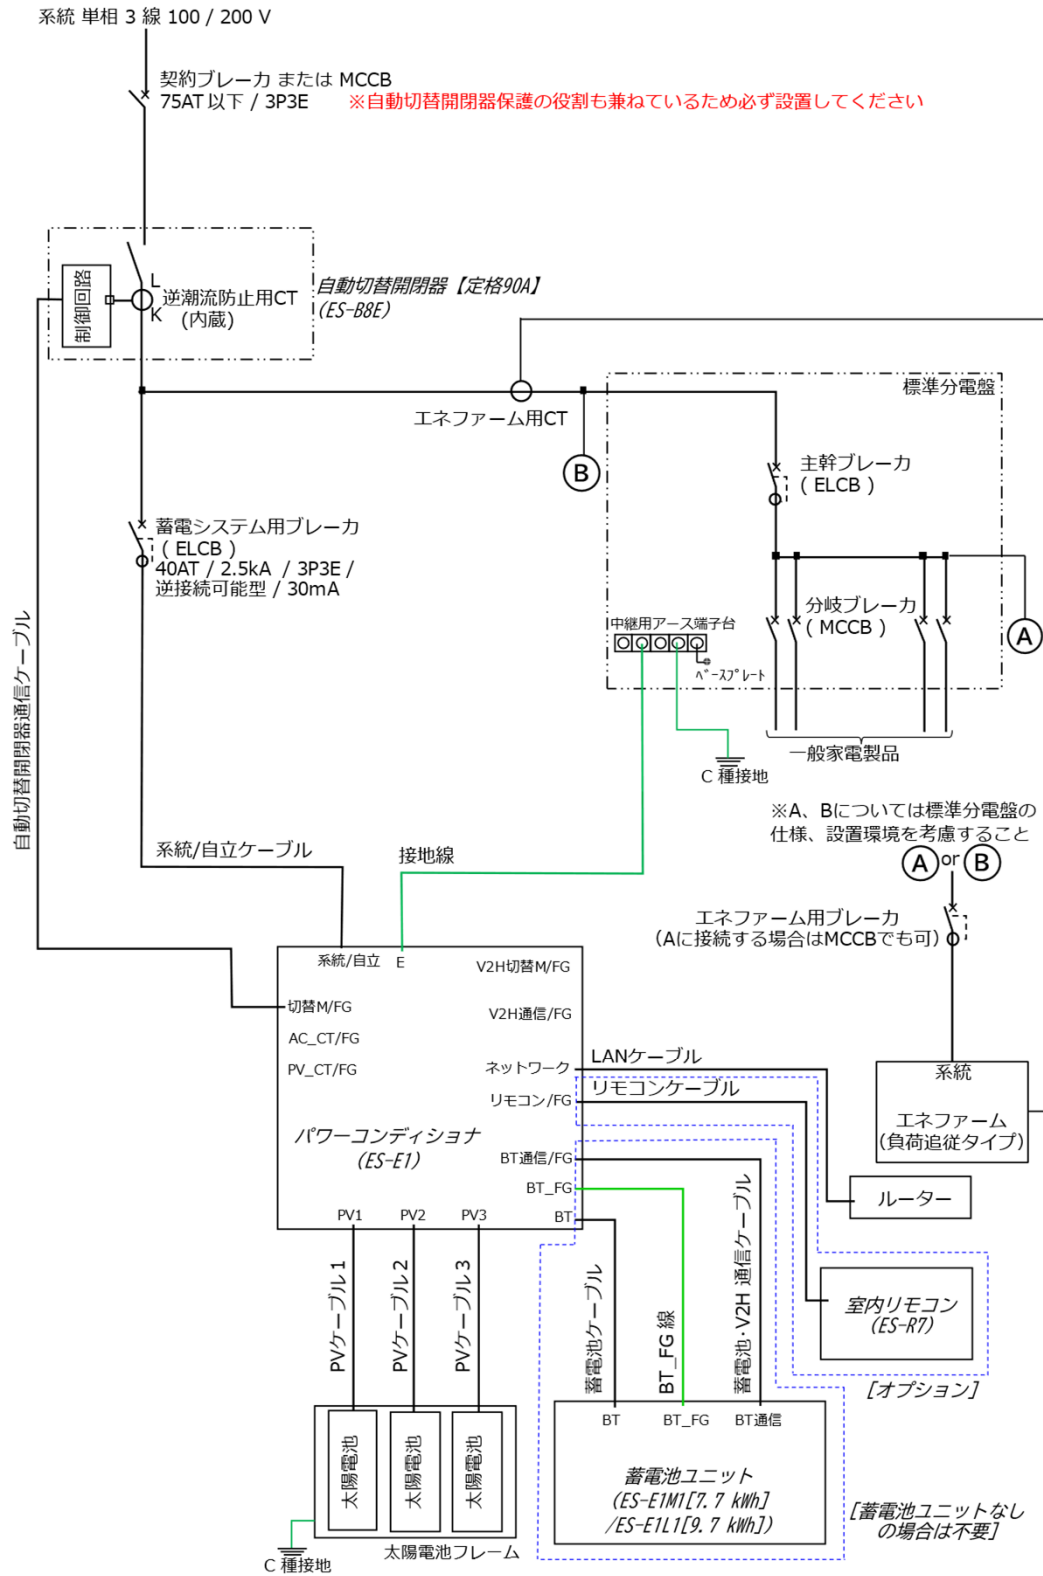 系統 単相 3 線 100 / 200 V
契約ブレーカ または MCCB
75AT 以下 / 3P3E
※自動切替開閉器保護の役割も兼ねているため必ず設置してください
制御回路
L
K
逆潮流防止用CT
(内蔵)
自動切替開閉器【定格90A】
(ES-B8E)
標準分電盤
エネファーム用CT
B
主幹ブレーカ
( ELCB )
蓄電システム用ブレーカ
( ELCB )
40AT / 2.5kA / 3P3E /
逆接続可能型 / 30mA
分岐ブレーカ
( MCCB )
A
中継用アース端子台
ベースプレート
C 種接地
一般家電製品
自動切替開閉器通信ケーブル
※A、Bについては標準分電盤の
仕様、設置環境を考慮すること
A or B
系統/自立ケーブル
接地線
エネファーム用ブレーカ
(Aに接続する場合はMCCBでも可)
系統/自立
E
V2H切替M/FG
切替M/FG
V2H通信/FG
AC_CT/FG
PV_CT/FG
ネットワーク
LANケーブル
リモコン/FG
リモコンケーブル
系統
エネファーム
(負荷追従タイプ)
パワーコンディショナ
(ES-E1)
BT通信/FG
BT_FG
BT
PV1
PV2
PV3
ルーター
PVケーブル 1
PVケーブル 2
PVケーブル 3
蓄電池ケーブル
BT_FG 線
蓄電池・V2H 通信ケーブル
室内リモコン
(ES-R7)
[オプション]
太陽電池
太陽電池
太陽電池
BT
BT_FG
BT通信
蓄電池ユニット
(ES-E1M1[7.7 kWh]
/ES-E1L1[9.7 kWh])
[蓄電池ユニットなし
の場合は不要]
太陽電池フレーム
C 種接地